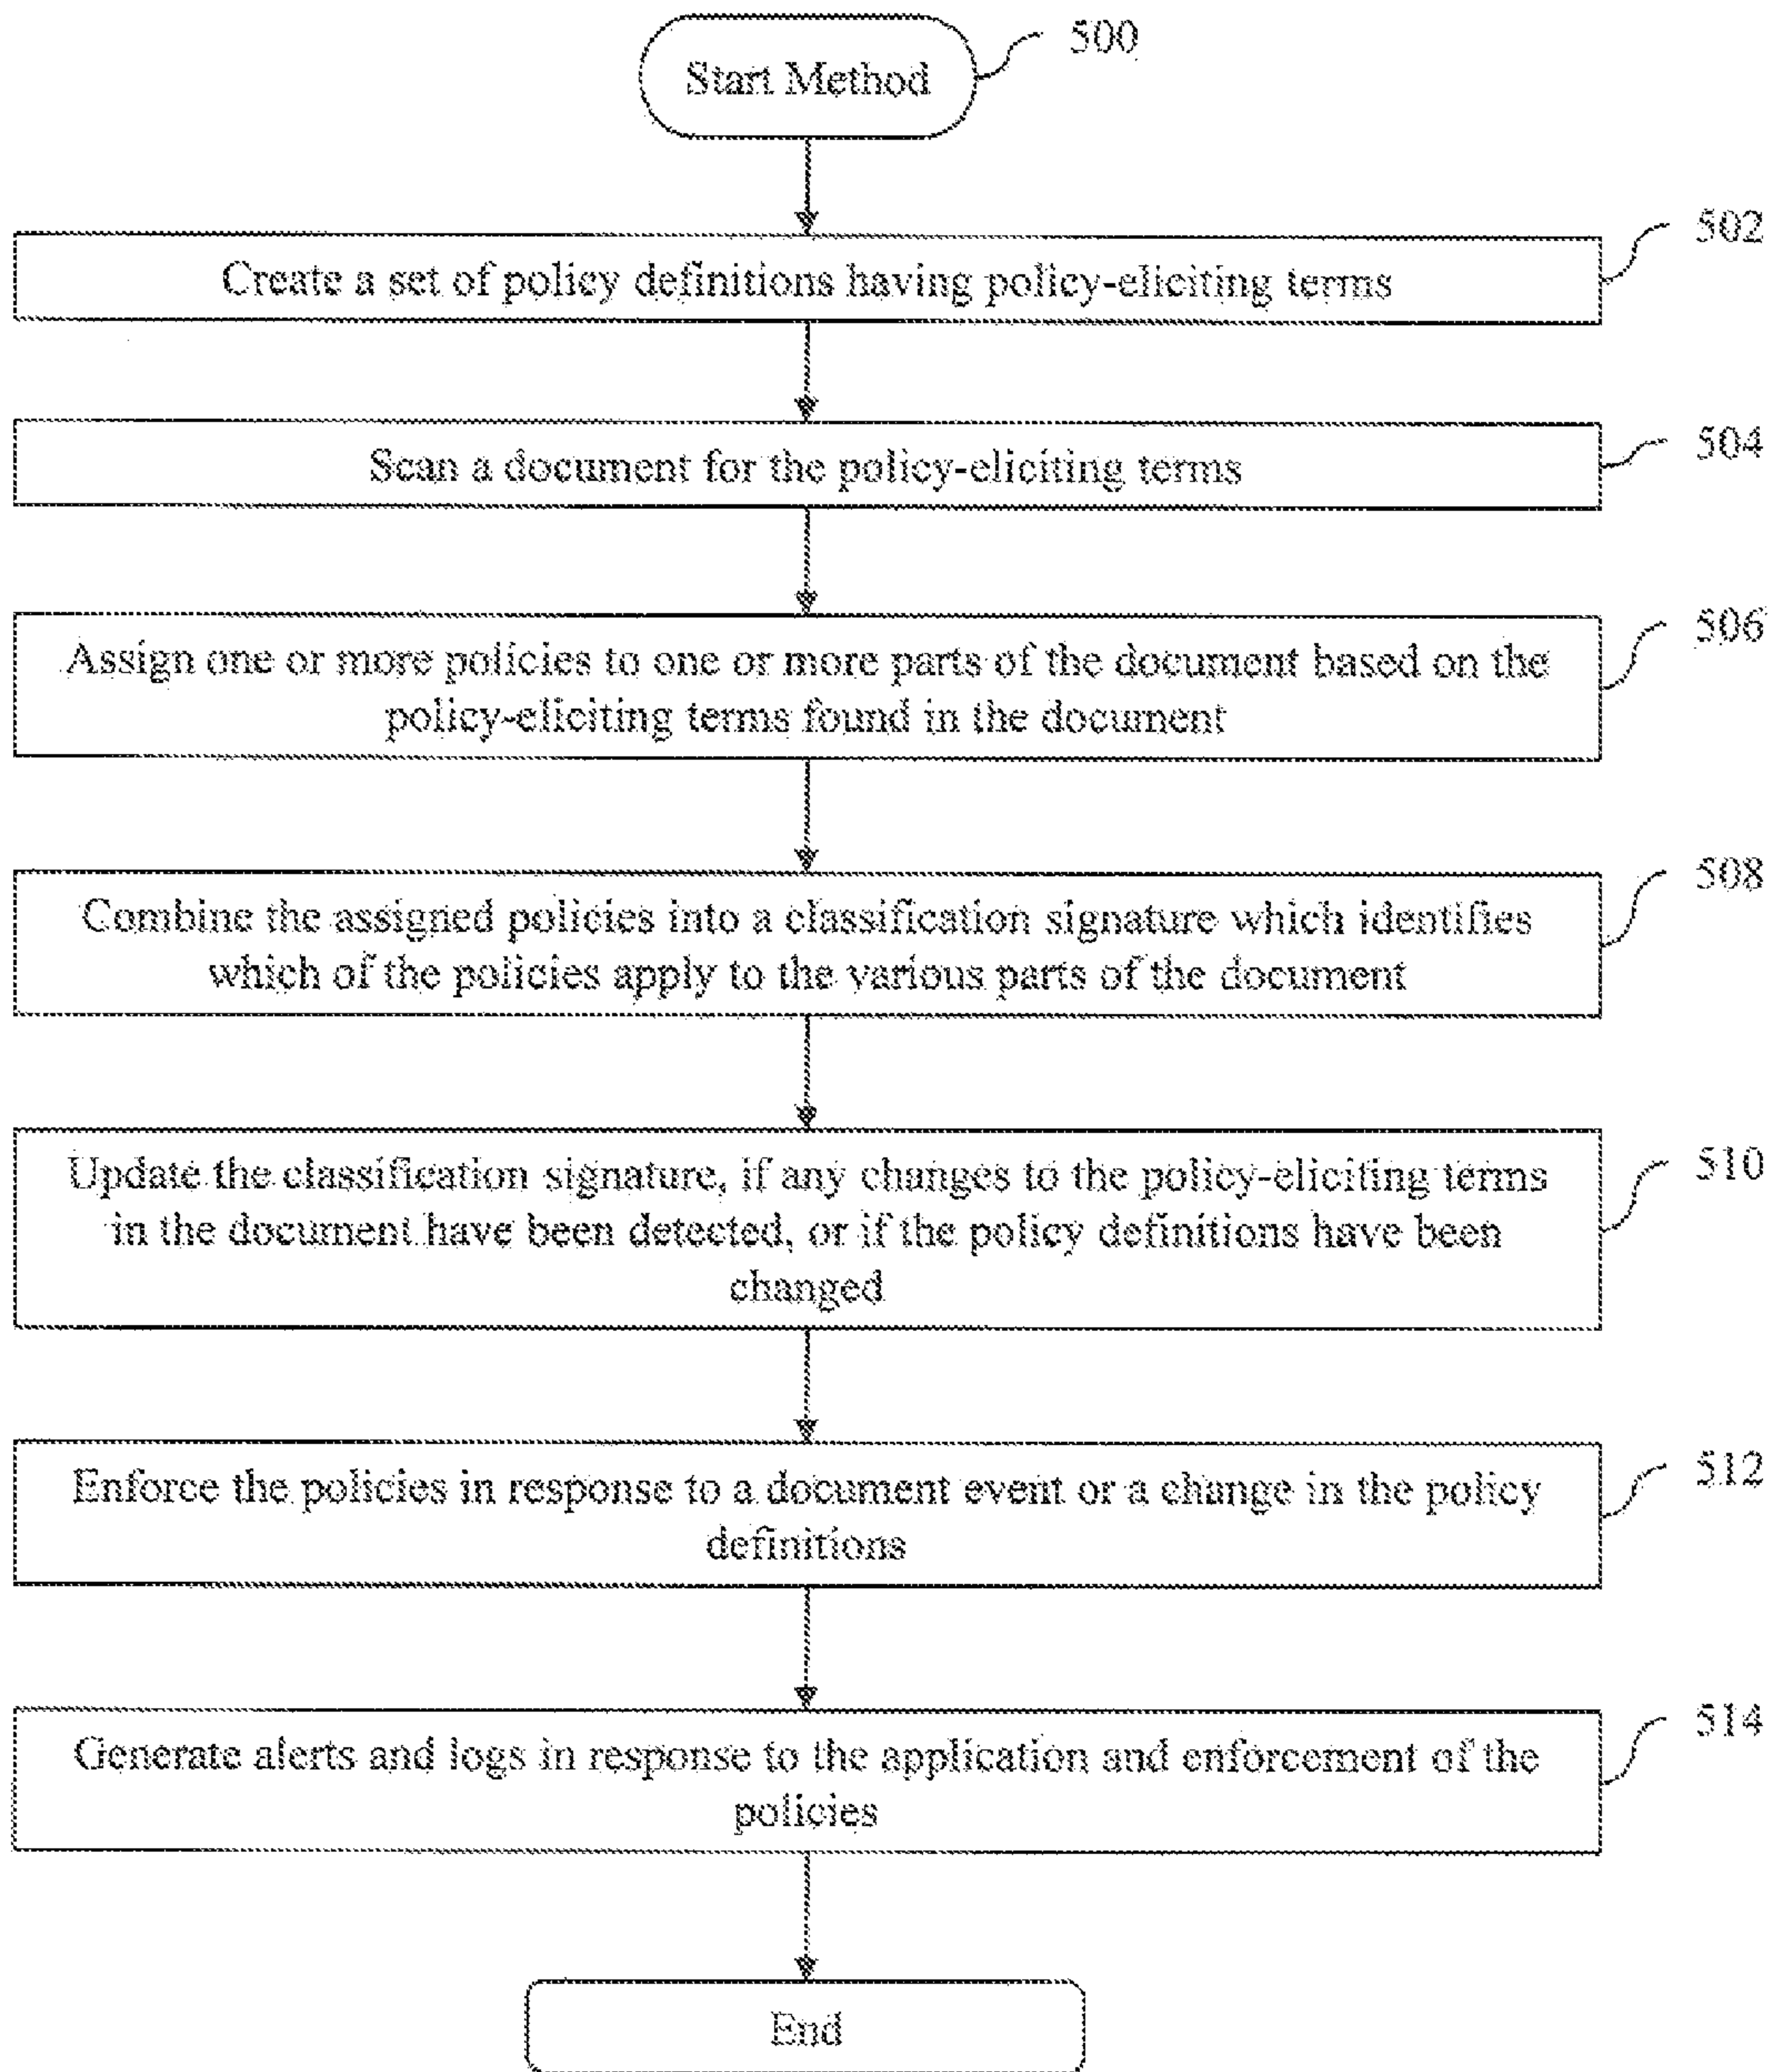 500
Start Method
502
Create a set of policy definitions having policy-eliciting terms
504
Scan a document for the policy-eliciting terms
506
Assign one or more policies to one or more parts of the document based on the
policy-eliciting terms found in the document
508
Combine the assigned policies into a classification signature which identifies
which of the policies apply to the various parts of the document
510
Update the classification signature, if any changes to the policy-eliciting terms
in the document have been detected, or if the policy definitions have been
changed
512
Enforce the policies in response to a document event or a change in the policy
definitions
514
Generate alerts and logs in response to the application and enforcement of the
policies
End